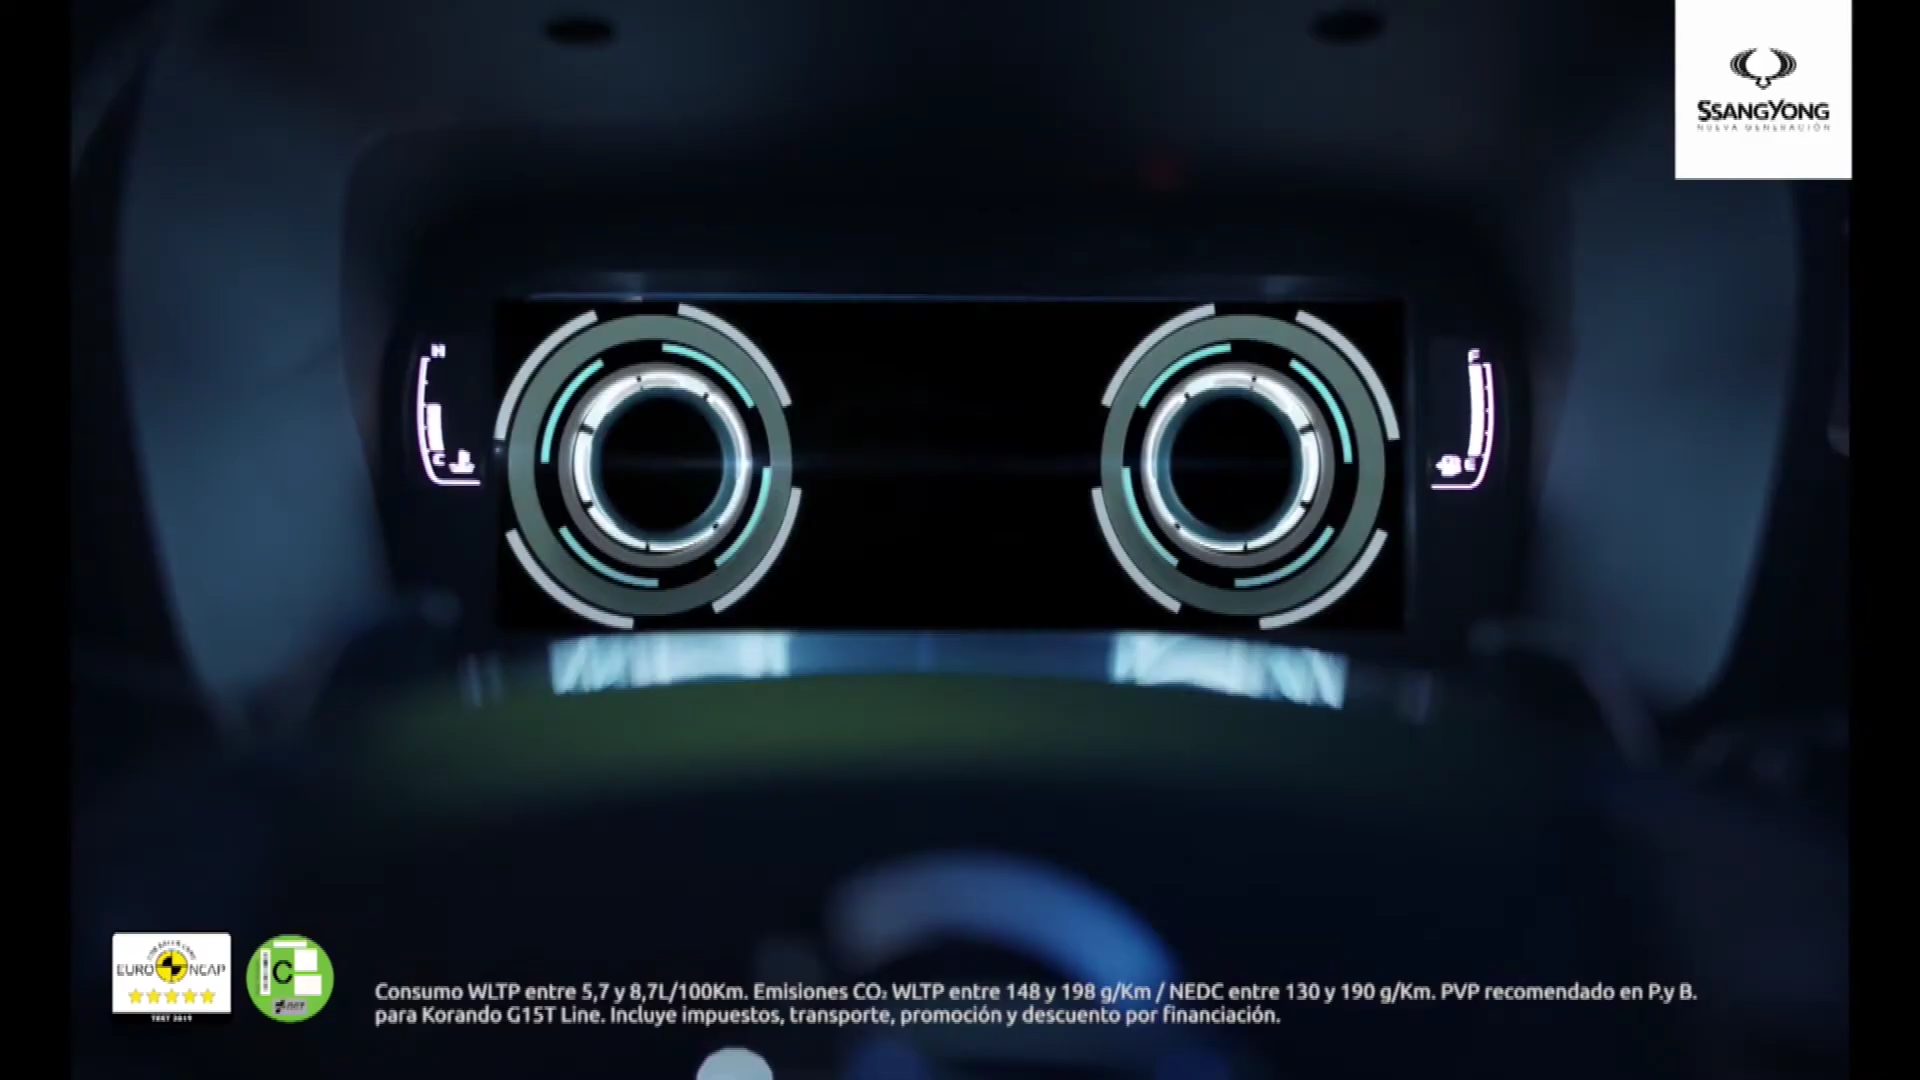 SSANGYONG
NUEVA GENERACIÓN
H
F
C
E
EURO NCAP
TEST 2019
C
Consumo WLTP entre 5,7 y 8,7L/100Km. Emisiones CO₂ WLTP entre 148 y 198 g/Km / NEDC entre 130 y 190 g/Km. PVP recomendado en P.y B.
para Korando G15T Line. Incluye impuestos, transporte, promoción y descuento por financiación.